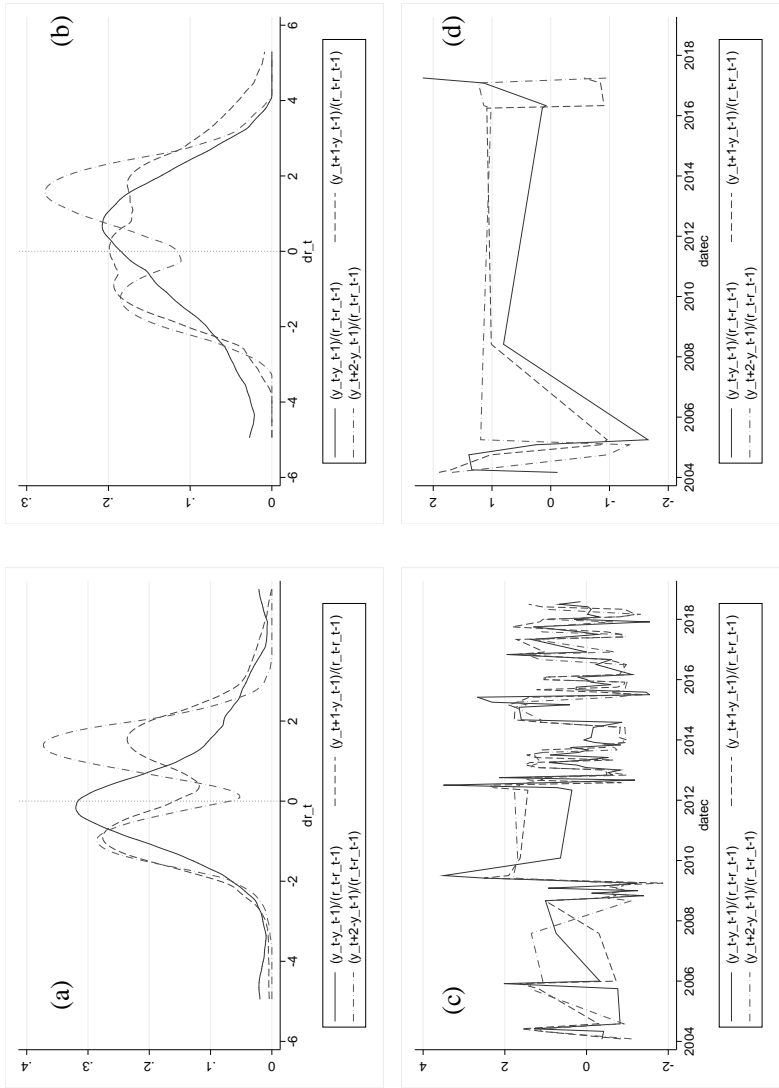 (a)
.4
.3
.2
.1
0
-6 -4 -2 0 2
dr_t
(y_t-y_t-1)/(r_t-r_t-1) (y_t+1-y_t-1)/(r_t-r_t-1)
(y_t+2-y_t-1)/(r_t-r_t-1)
(b)
.3
.2
.1
0
-6 -4 -2 0 2 4 6
dr_t
(y_t-y_t-1)/(r_t-r_t-1) (y_t+1-y_t-1)/(r_t-r_t-1)
(y_t+2-y_t-1)/(r_t-r_t-1)
(c)
4
2
0
-2
2004 2006 2008 2010 2012 2014 2016 2018
datec
(y_t-y_t-1)/(r_t-r_t-1) (y_t+1-y_t-1)/(r_t-r_t-1)
(y_t+2-y_t-1)/(r_t-r_t-1)
(d)
2
1
0
-1
-2
2004 2006 2008 2010 2012 2014 2016 2018
datec
(y_t-y_t-1)/(r_t-r_t-1) (y_t+1-y_t-1)/(r_t-r_t-1)
(y_t+2-y_t-1)/(r_t-r_t-1)